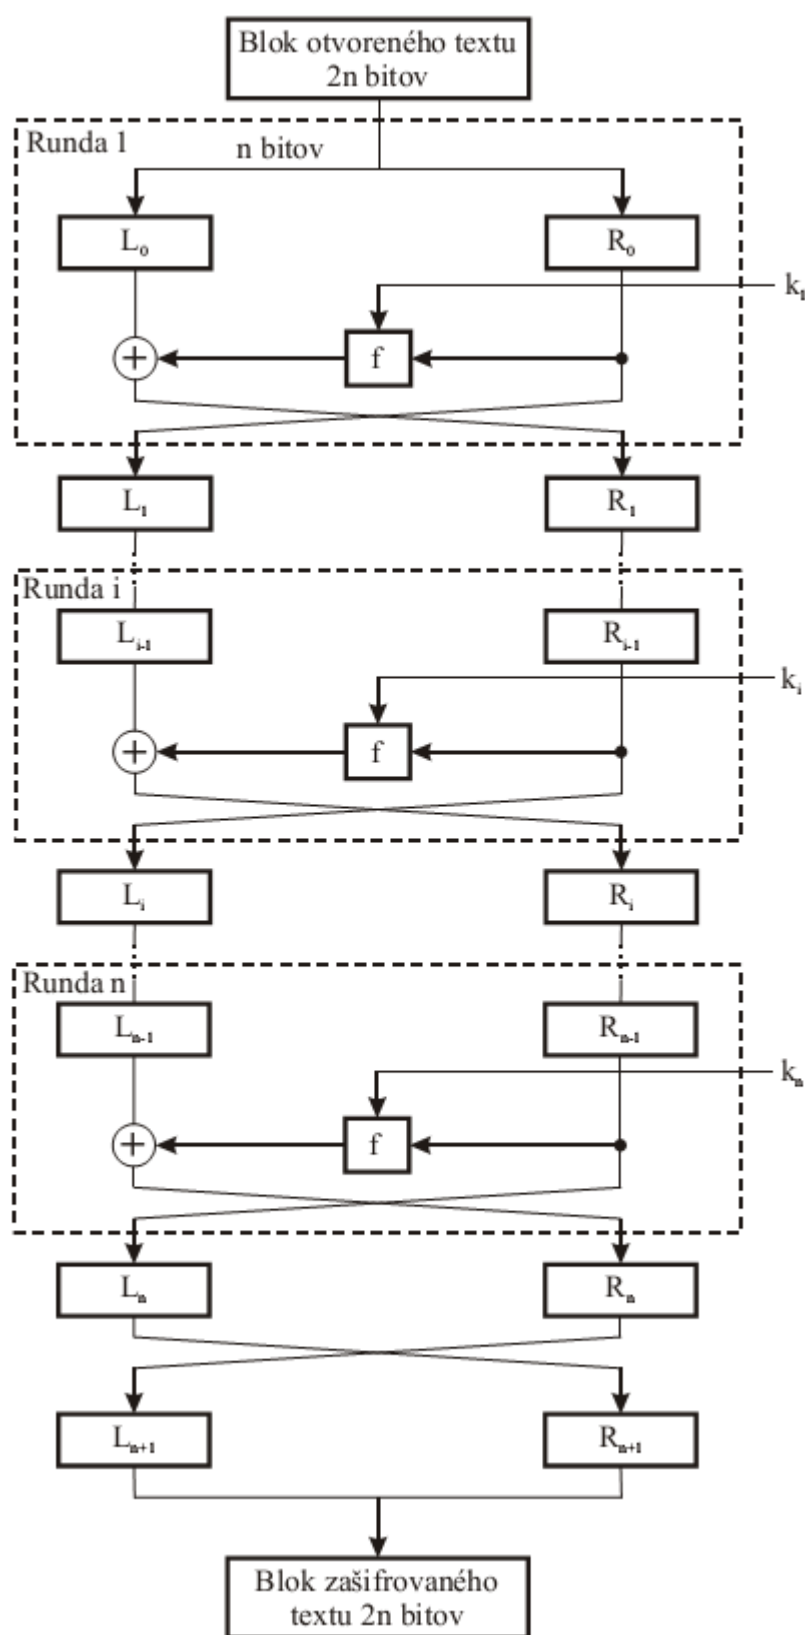 Blok otvoreného textu
2n bitov
Runda 1
n bitov
L₀
R₀
k₁
f
+
L₁
R₁
Runda i
Lᵢ₋₁
Rᵢ₋₁
kᵢ
f
+
Lᵢ
Rᵢ
Runda n
Lₙ₋₁
Rₙ₋₁
kₙ
f
+
Lₙ
Rₙ
Lₙ₊₁
Rₙ₊₁
Blok zašifrovaného
textu 2n bitov